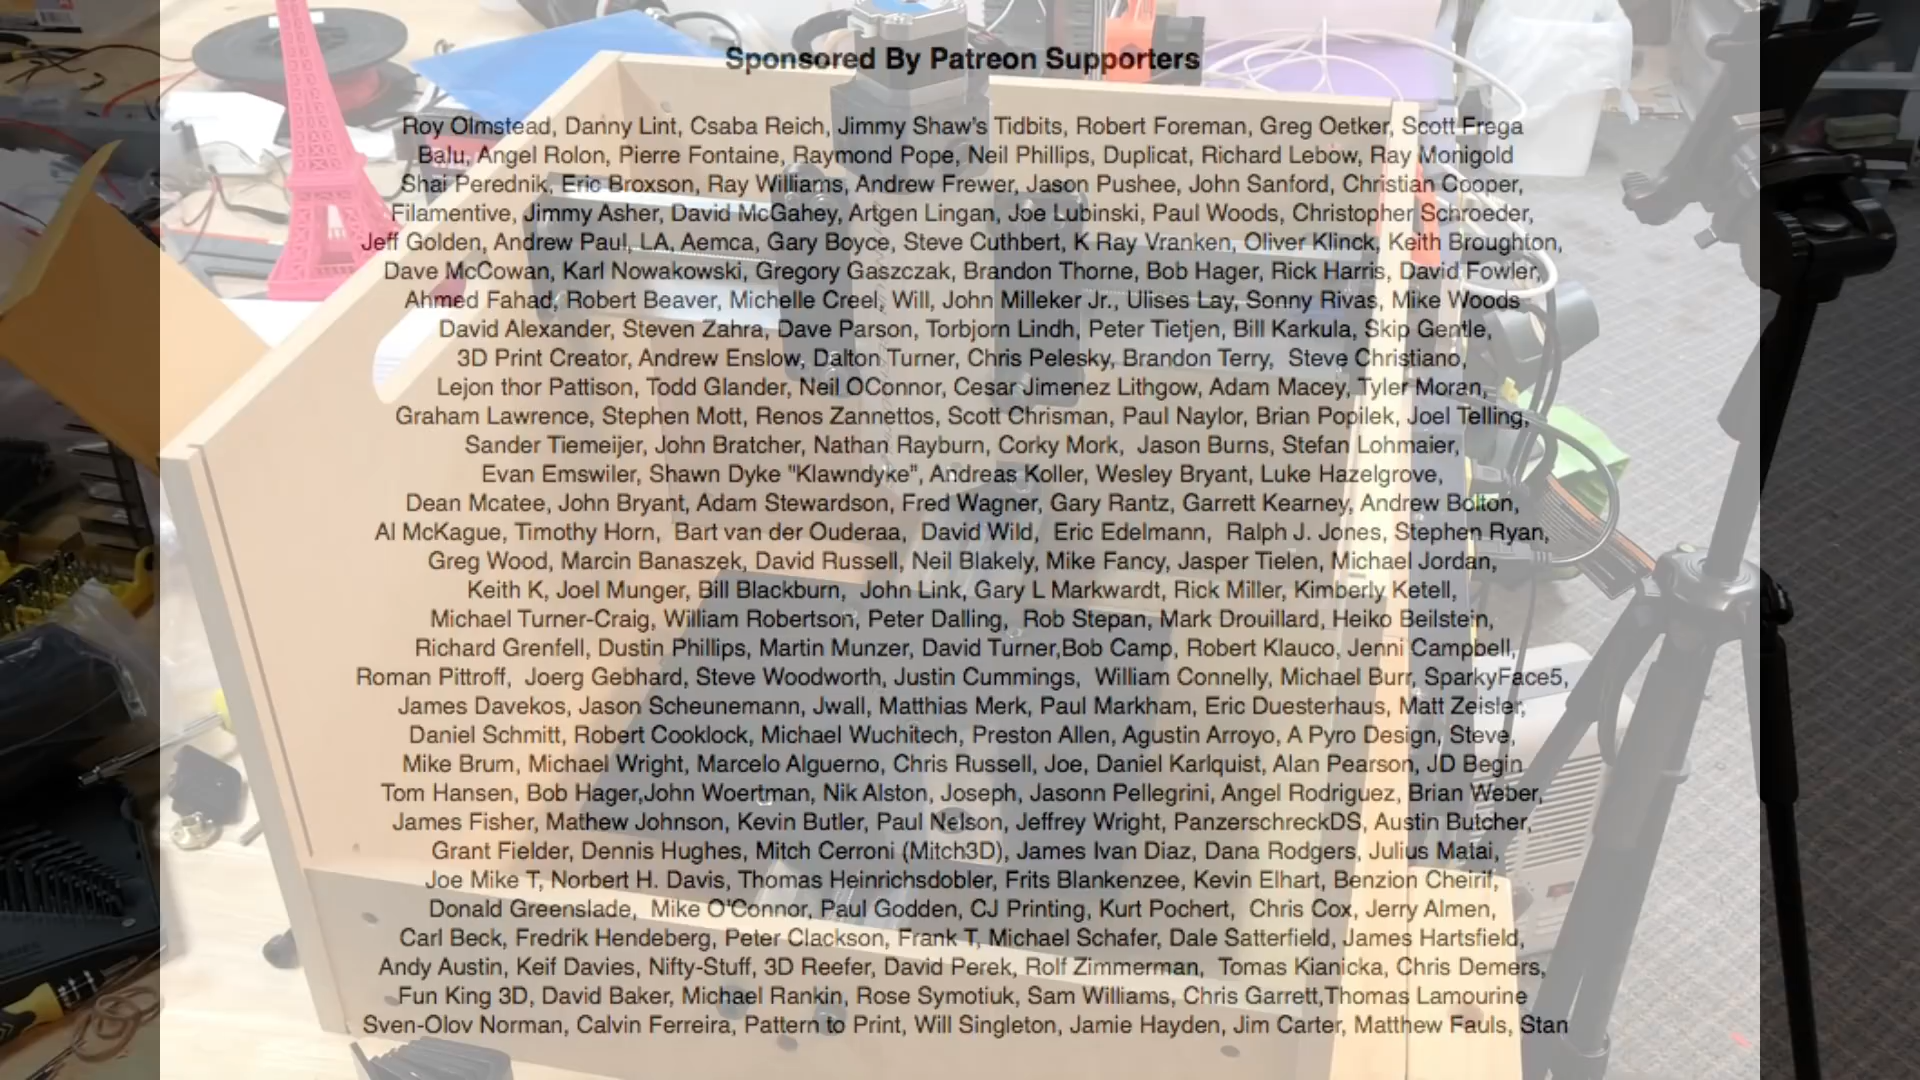 Sponsored By Patreon Supporters
Roy Olmstead, Danny Lint, Csaba Reich, Jimmy Shaw's Tidbits, Robert Foreman, Greg Oetker, Scott Frega
Balu, Angel Rolon, Pierre Fontaine, Raymond Pope, Neil Phillips, Duplicat, Richard Lebow, Ray Monigold
Shai Perednik, Eric Broxson, Ray Williams, Andrew Frewer, Jason Pushee, John Sanford, Christian Cooper,
Filamentive, Jimmy Asher, David McGahey, Artgen Lingan, Joe Lubinski, Paul Woods, Christopher Schroeder,
Jeff Golden, Andrew Paul, LA, Aemca, Gary Boyce, Steve Cuthbert, K Ray Vranken, Oliver Klinck, Keith Broughton,
Dave McCowan, Karl Nowakowski, Gregory Gaszczak, Brandon Thorne, Bob Hager, Rick Harris, David Fowler,
Ahmed Fahad, Robert Beaver, Michelle Creel, Will, John Milleker Jr., Ulises Lay, Sonny Rivas, Mike Woods
David Alexander, Steven Zahra, Dave Parson, Torbjorn Lindh, Peter Tietjen, Bill Karkula, Skip Gentle,
3D Print Creator, Andrew Enslow, Dalton Turner, Chris Pelesky, Brandon Terry,  Steve Christiano,
Lejon thor Pattison, Todd Glander, Neil OConnor, Cesar Jimenez Lithgow, Adam Macey, Tyler Moran,
Graham Lawrence, Stephen Mott, Renos Zannettos, Scott Chrisman, Paul Naylor, Brian Popilek, Joel Telling,
Sander Tiemeijer, John Bratcher, Nathan Rayburn, Corky Mork,  Jason Burns, Stefan Lohmaier,
Evan Emswiler, Shawn Dyke "Klawndyke", Andreas Koller, Wesley Bryant, Luke Hazelgrove,
Dean Mcatee, John Bryant, Adam Stewardson, Fred Wagner, Gary Rantz, Garrett Kearney, Andrew Bolton,
Al McKague, Timothy Horn,  Bart van der Ouderaa,  David Wild,  Eric Edelmann,  Ralph J. Jones, Stephen Ryan,
Greg Wood, Marcin Banaszek, David Russell, Neil Blakely, Mike Fancy, Jasper Tielen, Michael Jordan,
Keith K, Joel Munger, Bill Blackburn,  John Link, Gary L Markwardt, Rick Miller, Kimberly Ketell,
Michael Turner-Craig, William Robertson, Peter Dalling,  Rob Stepan, Mark Drouillard, Heiko Beilstein,
Richard Grenfell, Dustin Phillips, Martin Munzer, David Turner,Bob Camp, Robert Klauco, Jenni Campbell,
Roman Pittroff,  Joerg Gebhard, Steve Woodworth, Justin Cummings,  William Connelly, Michael Burr, SparkyFace5,
James Davekos, Jason Scheunemann, Jwall, Matthias Merk, Paul Markham, Eric Duesterhaus, Matt Zeisler,
Daniel Schmitt, Robert Cooklock, Michael Wuchitech, Preston Allen, Agustin Arroyo, A Pyro Design, Steve,
Mike Brum, Michael Wright, Marcelo Alguerno, Chris Russell, Joe, Daniel Karlquist, Alan Pearson, JD Begin
Tom Hansen, Bob Hager,John Woertman, Nik Alston, Joseph, Jasonn Pellegrini, Angel Rodriguez, Brian Weber,
James Fisher, Mathew Johnson, Kevin Butler, Paul Nelson, Jeffrey Wright, PanzerschreckDS, Austin Butcher,
Grant Fielder, Dennis Hughes, Mitch Cerroni (Mitch3D), James Ivan Diaz, Dana Rodgers, Julius Matai,
Joe Mike T, Norbert H. Davis, Thomas Heinrichsdobler, Frits Blankenzee, Kevin Elhart, Benzion Cheirif,
Donald Greenslade,  Mike O'Connor, Paul Godden, CJ Printing, Kurt Pochert,  Chris Cox, Jerry Almen,
Carl Beck, Fredrik Hendeberg, Peter Clackson, Frank T, Michael Schafer, Dale Satterfield, James Hartsfield,
Andy Austin, Keif Davies, Nifty-Stuff, 3D Reefer, David Perek, Rolf Zimmerman,  Tomas Kianicka, Chris Demers,
Fun King 3D, David Baker, Michael Rankin, Rose Symotiuk, Sam Williams, Chris Garrett,Thomas Lamourine
Sven-Olov Norman, Calvin Ferreira, Pattern to Print, Will Singleton, Jamie Hayden, Jim Carter, Matthew Fauls, Stan